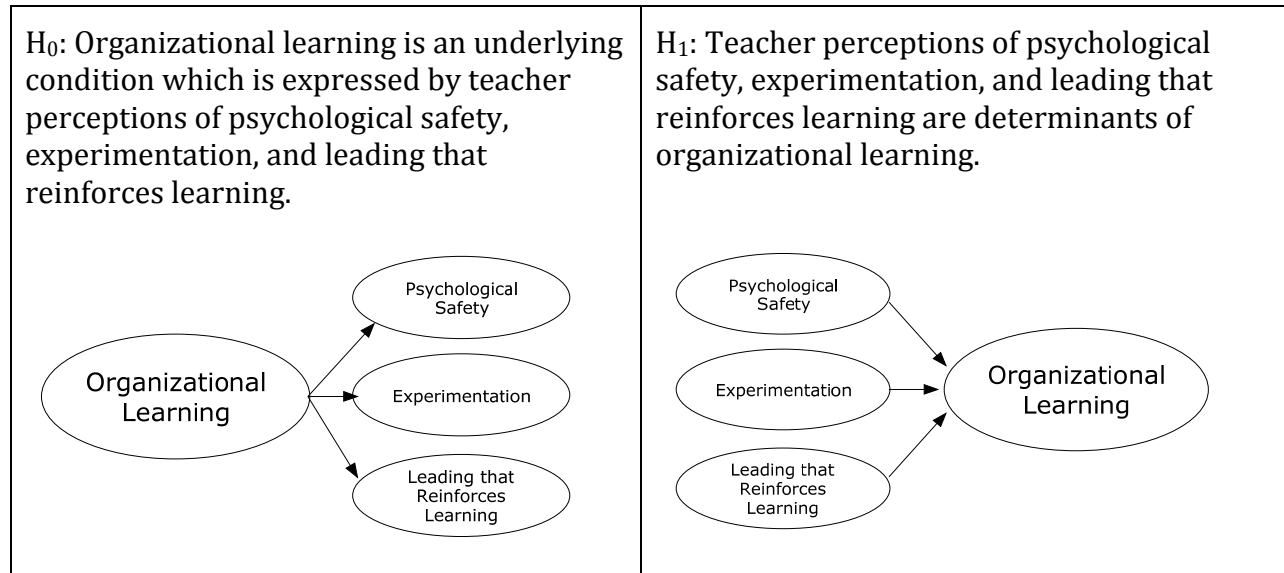 H₀: Organizational learning is an underlying
condition which is expressed by teacher
perceptions of psychological safety,
experimentation, and leading that
reinforces learning.
Psychological
Safety
Organizational
Learning
Experimentation
Leading that
Reinforces
Learning
H₁: Teacher perceptions of psychological
safety, experimentation, and leading that
reinforces learning are determinants of
organizational learning.
Psychological
Safety
Experimentation
Organizational
Learning
Leading that
Reinforces
Learning